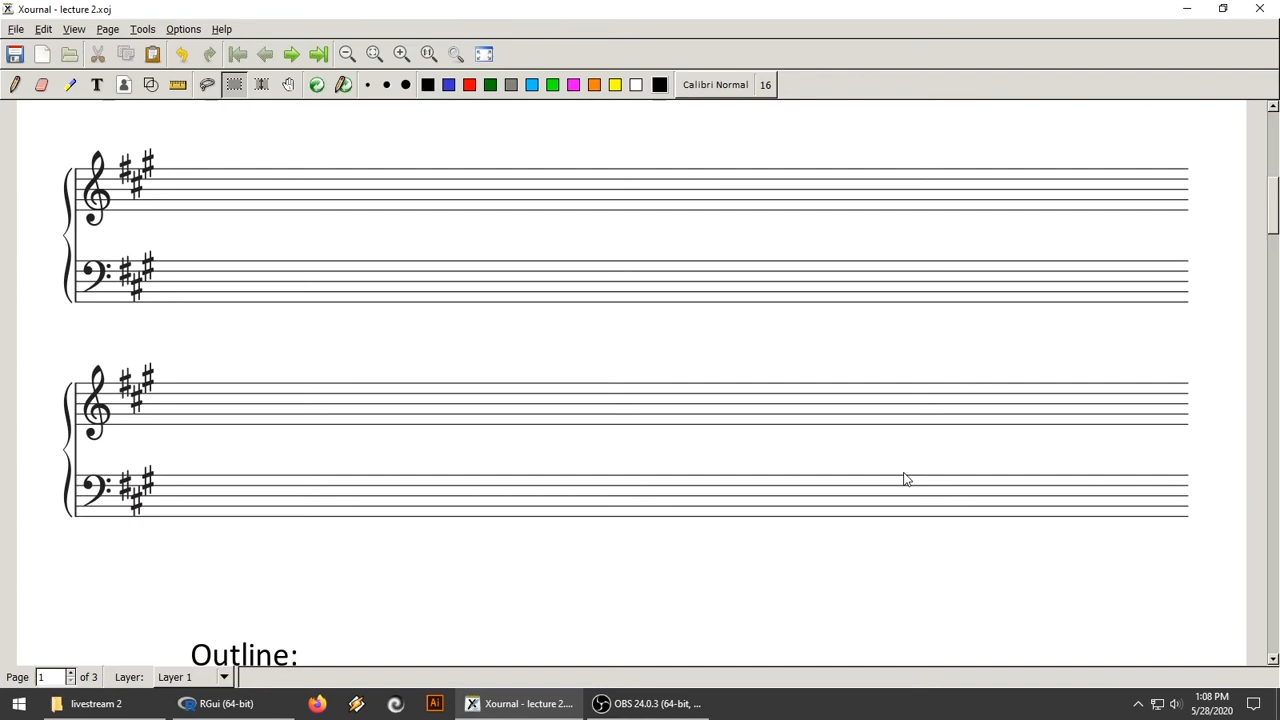 Xournal - lecture 2.xoj
File Edit View Page Tools Options Help
Calibri Normal 16
Outline:
Page 1 of 3 Layer: Layer 1
livestream 2 RGui (64-bit) Ai Xournal - lecture 2.... OBS 24.0.3 (64-bit, ... 1:08 PM
5/28/2020